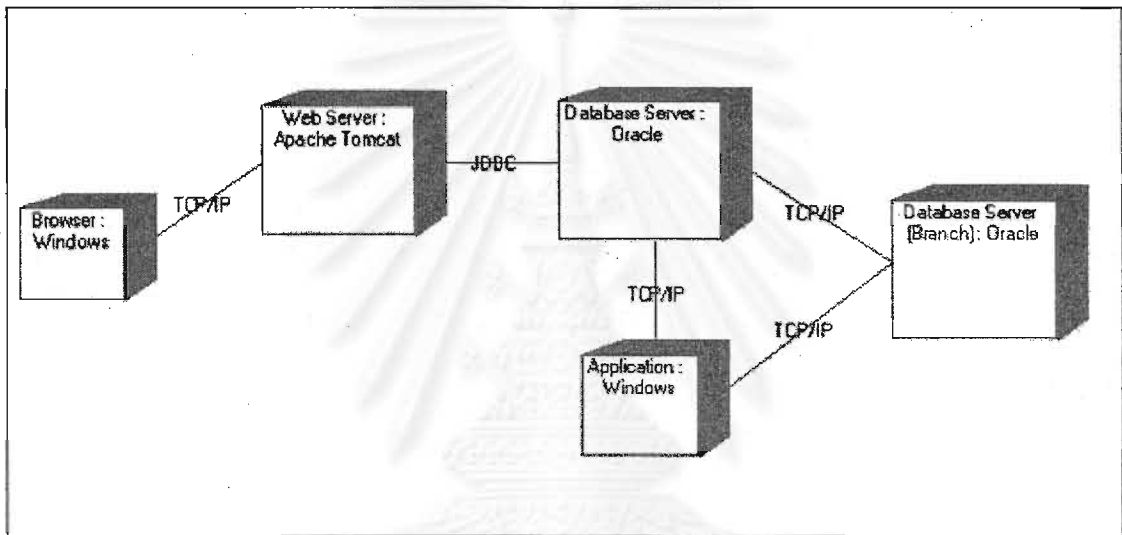 Web Server :
Apache Tomcat
Database Server :
Oracle
JDBC
TCP/IP
Browser :
Windows
TCP/IP
Database Server
(Branch): Oracle
TCP/IP
TCP/IP
Application :
Windows